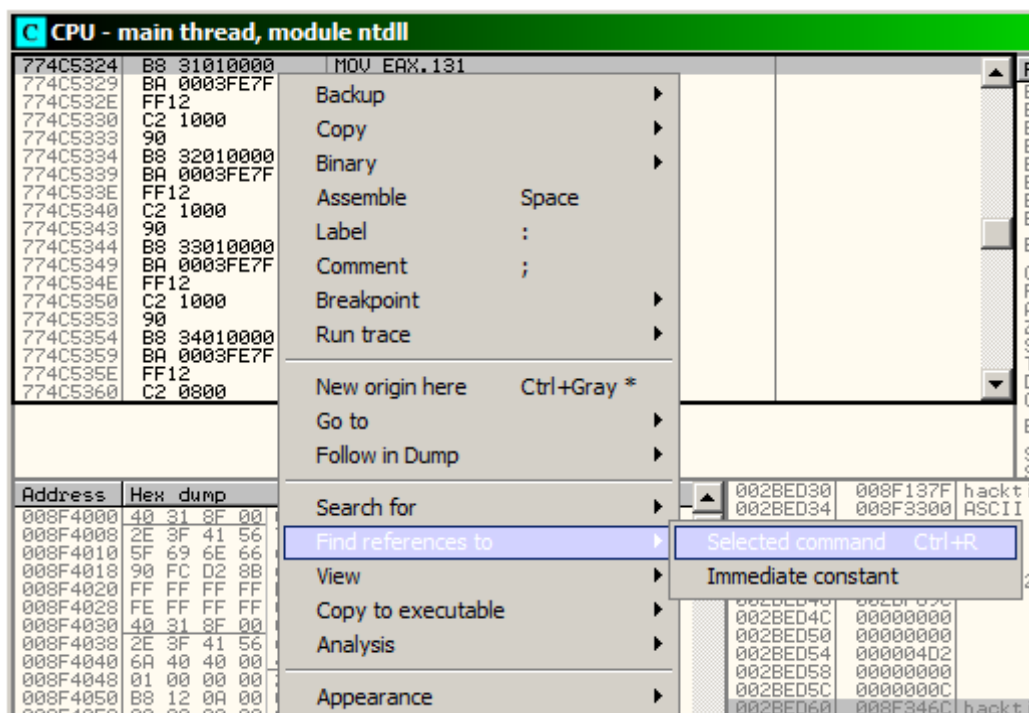 C CPU - main thread, module ntdll
774C5324 B8 31010000 MOV EAX,131
774C5329 BA 0003FE7F
774C532E FF12
774C5330 C2 1000
774C5333 90
774C5334 B8 32010000
774C5339 BA 0003FE7F
774C533E FF12
774C5340 C2 1000
774C5343 90
774C5344 B8 33010000
774C5349 BA 0003FE7F
774C534E FF12
774C5350 C2 1000
774C5353 90
774C5354 B8 34010000
774C5359 BA 0003FE7F
774C535E FF12
774C5360 C2 0800
Backup
Copy
Binary
Assemble Space
Label :
Comment ;
Breakpoint
Run trace
New origin here Ctrl+Gray *
Go to
Follow in Dump
Search for
Find references to
View
Copy to executable
Analysis
Appearance
Selected command Ctrl+R
Immediate constant
Address Hex dump
008F4000 40 31 8F 00
008F4008 2E 3F 41 56
008F4010 5F 69 6E 66
008F4018 90 FC D2 8B
008F4020 FF FF FF FF
008F4028 FE FF FF FF
008F4030 40 31 8F 00
008F4038 2E 3F 41 56
008F4040 6A 40 40 00
008F4048 01 00 00 00
008F4050 B8 12 0A 00
002BED30 008F137F hackt
002BED34 008F3300 ASCII
002BED4C 00000000
002BED50 00000000
002BED54 000004D2
002BED58 00000000
002BED5C 0000000C
002BED60 008F346C hackt